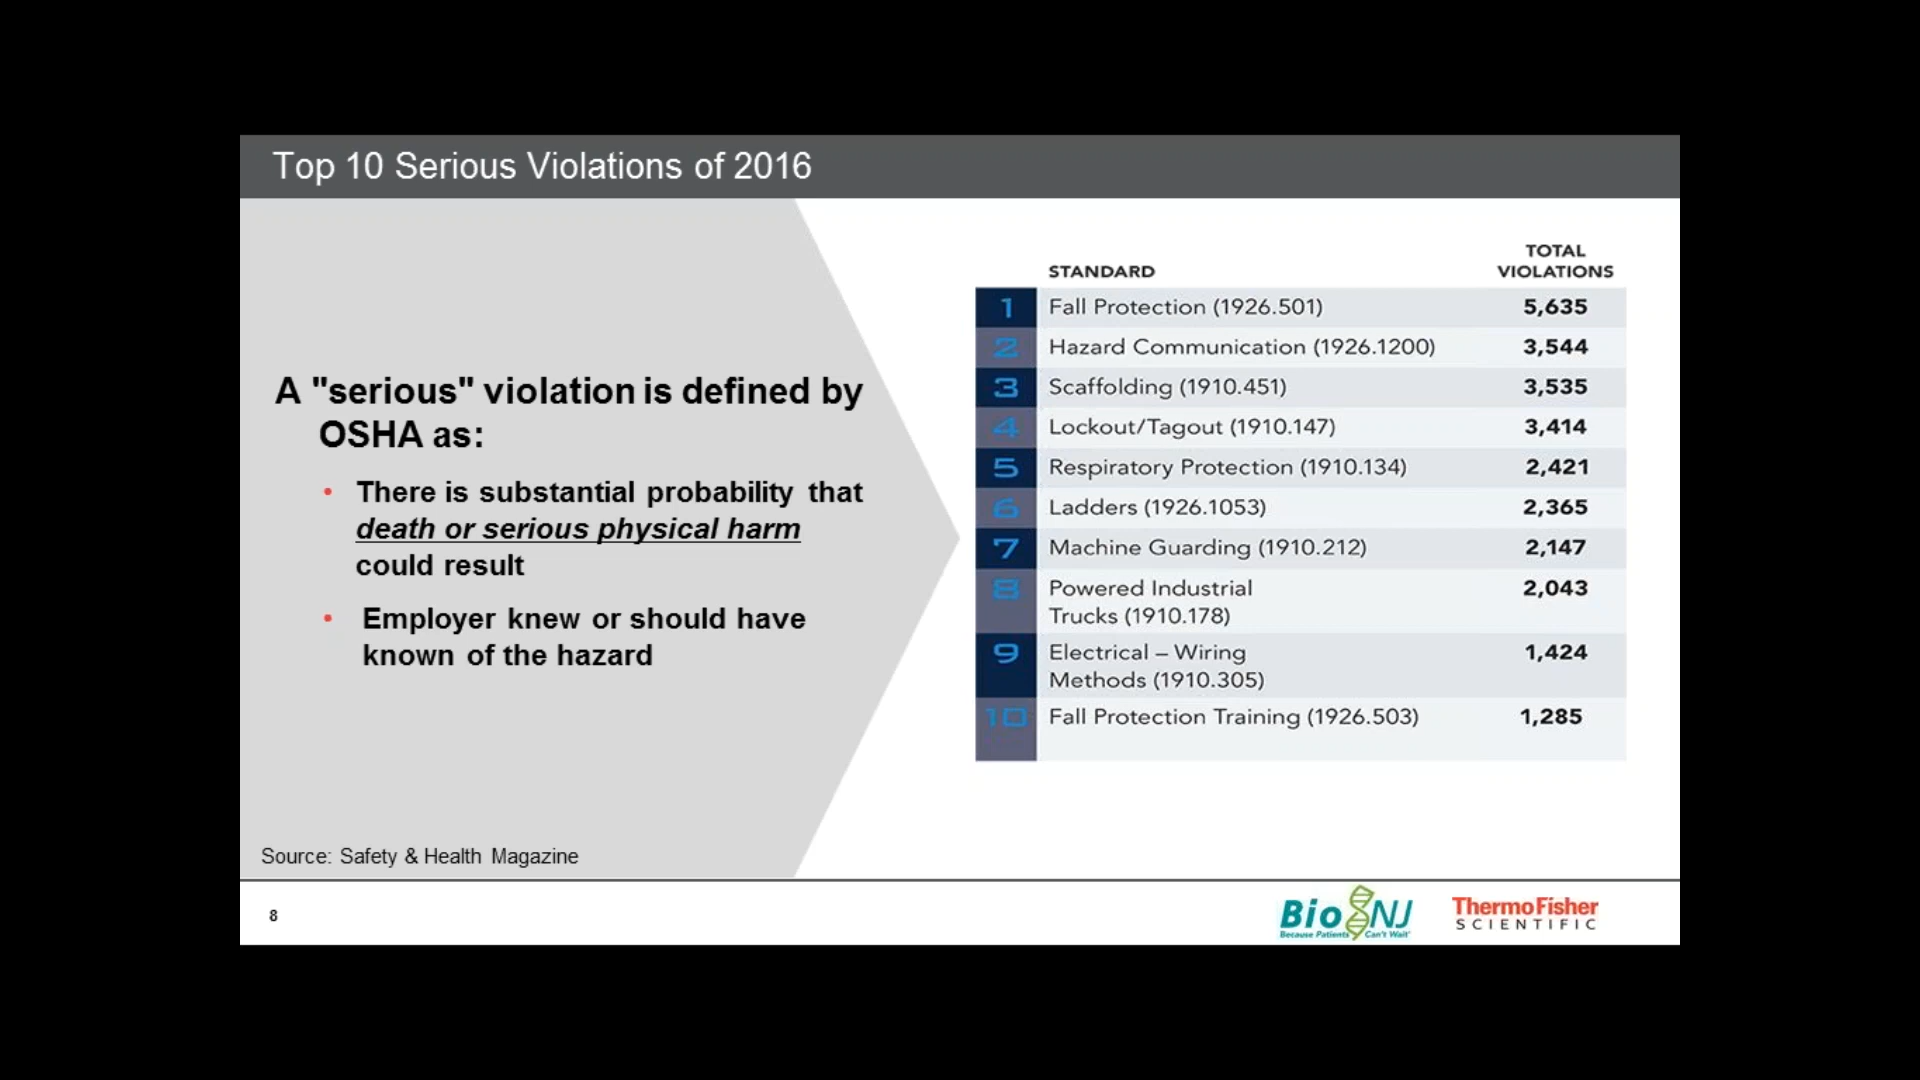 Top 10 Serious Violations of 2016
A "serious" violation is defined by
OSHA as:
• There is substantial probability that
death or serious physical harm
could result
• Employer knew or should have
known of the hazard
Source: Safety & Health Magazine
STANDARD TOTAL
VIOLATIONS
1 Fall Protection (1926.501) 5,635
2 Hazard Communication (1926.1200) 3,544
3 Scaffolding (1910.451) 3,535
4 Lockout/Tagout (1910.147) 3,414
5 Respiratory Protection (1910.134) 2,421
6 Ladders (1926.1053) 2,365
7 Machine Guarding (1910.212) 2,147
8 Powered Industrial 2,043
Trucks (1910.178)
9 Electrical – Wiring 1,424
Methods (1910.305)
10 Fall Protection Training (1926.503) 1,285
8
BioNJ
Because Patients Can't Wait
ThermoFisher
SCIENTIFIC